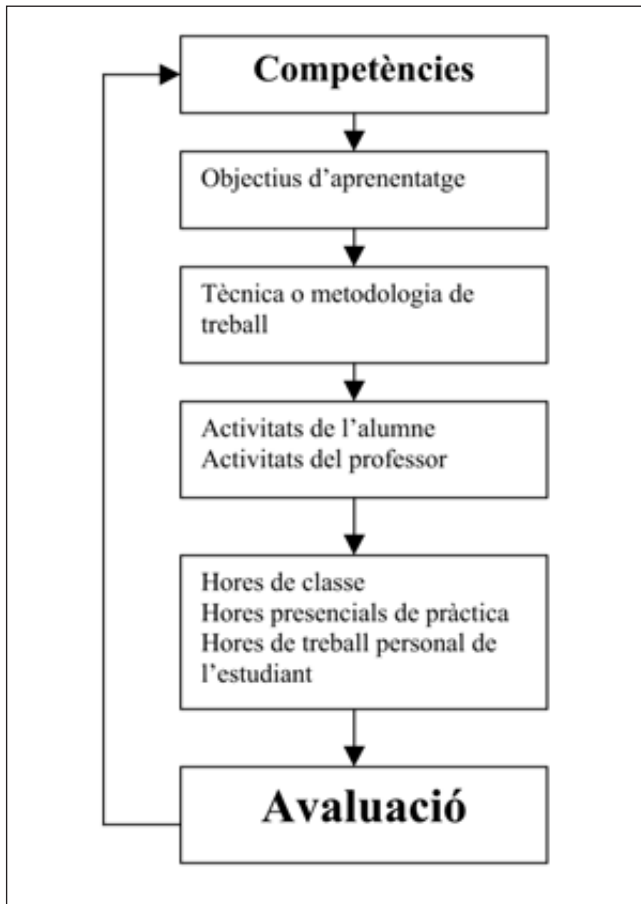 Competències
Objectius d’aprenentatge
Tècnica o metodologia de
treball
Activitats de l’alumne
Activitats del professor
Hores de classe
Hores presencials de pràctica
Hores de treball personal de
l’estudiant
Avaluació